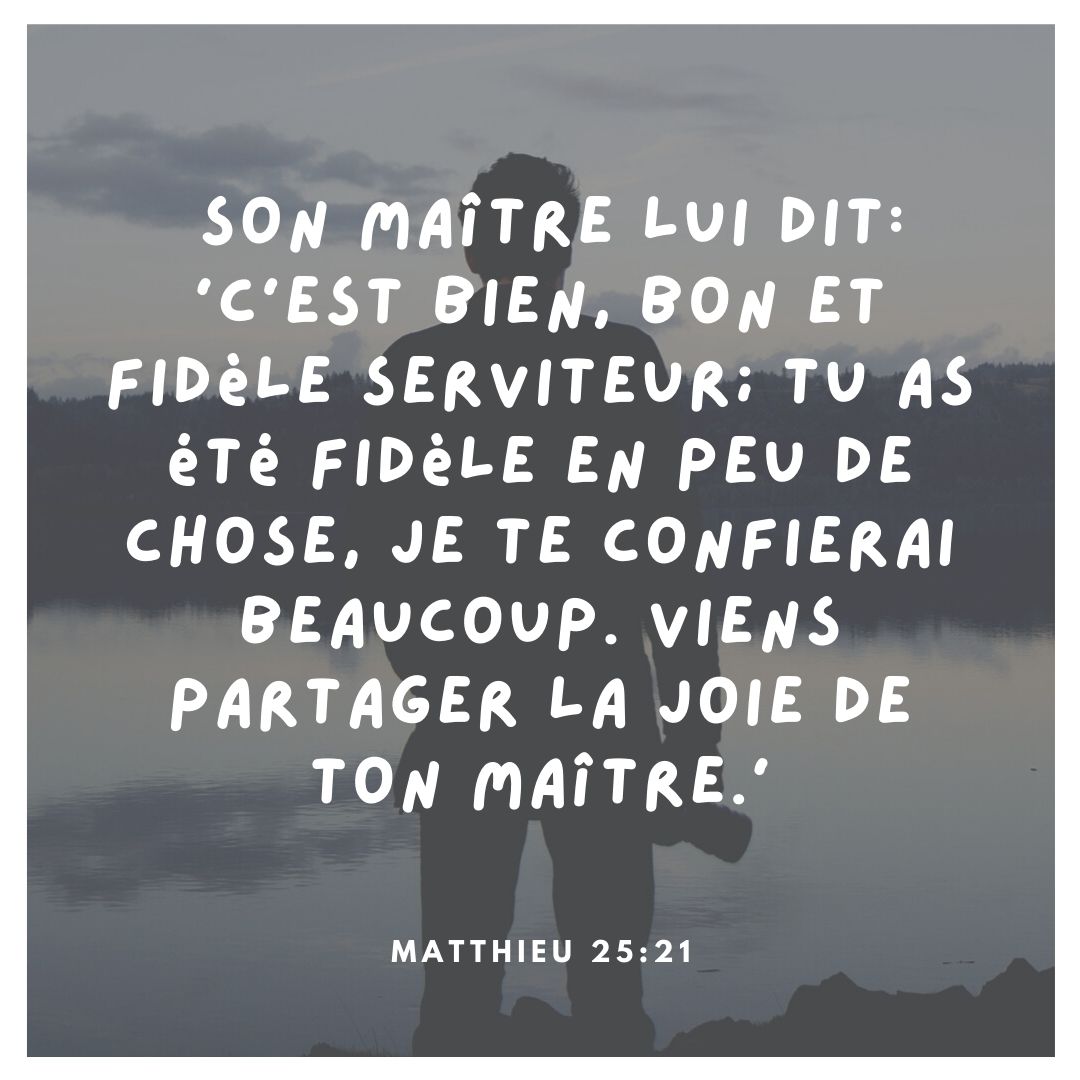 SON MAÎTRE LUI DIT:
'C'EST BIEN, BON ET
FIDÈLE SERVITEUR; TU AS
ÉTÉ FIDÈLE EN PEU DE
CHOSE, JE TE CONFIERAI
BEAUCOUP. VIENS
PARTAGER LA JOIE DE
TON MAÎTRE.'
MATTHIEU 25:21